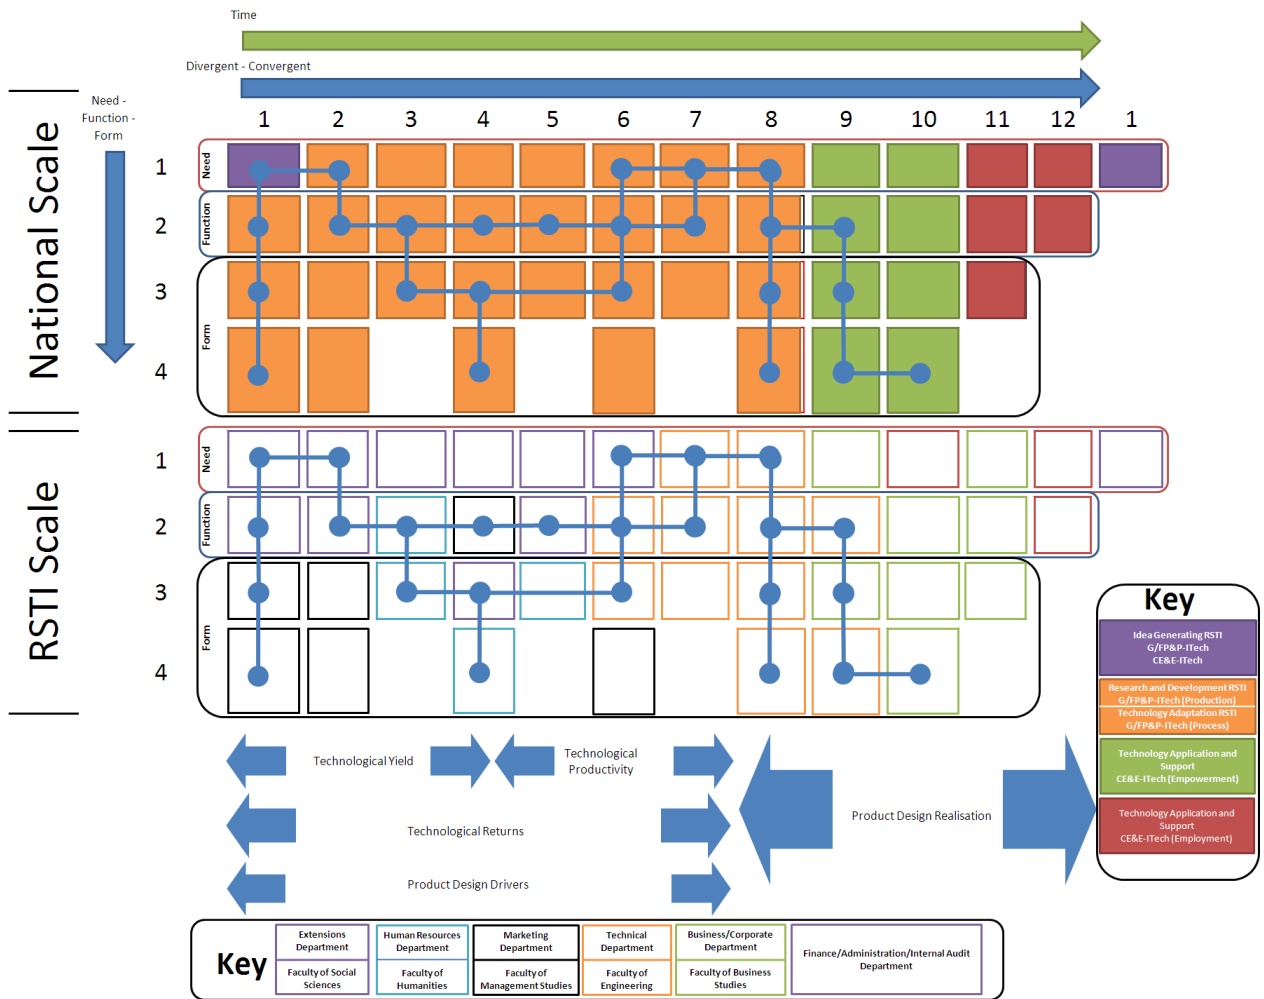 Time
Divergent - Convergent
Need -
Function -
Form
1 2 3 4 5 6 7 8 9 10 11 12 1
National Scale
1
Need
2
Function
3
Form
4
RSTI Scale
1
Need
2
Function
3
Form
4
Technological Yield
Technological
Productivity
Technological Returns
Product Design Realisation
Product Design Drivers
Key
Idea Generating RSTI
G/FP&P-ITech
CE&E-ITech
Research and Development RSTI
G/FP&P-ITech (Production)
Technology Adaptation RSTI
G/FP&P-ITech (Process)
Technology Application and
Support
CE&E-ITech (Empowerment)
Technology Application and
Support
CE&E-ITech (Employment)
Key
Extensions
Department
Faculty of Social
Sciences
Human Resources
Department
Faculty of
Humanities
Marketing
Department
Faculty of
Management Studies
Technical
Department
Faculty of
Engineering
Business/Corporate
Department
Faculty of Business
Studies
Finance/Administration/Internal Audit
Department